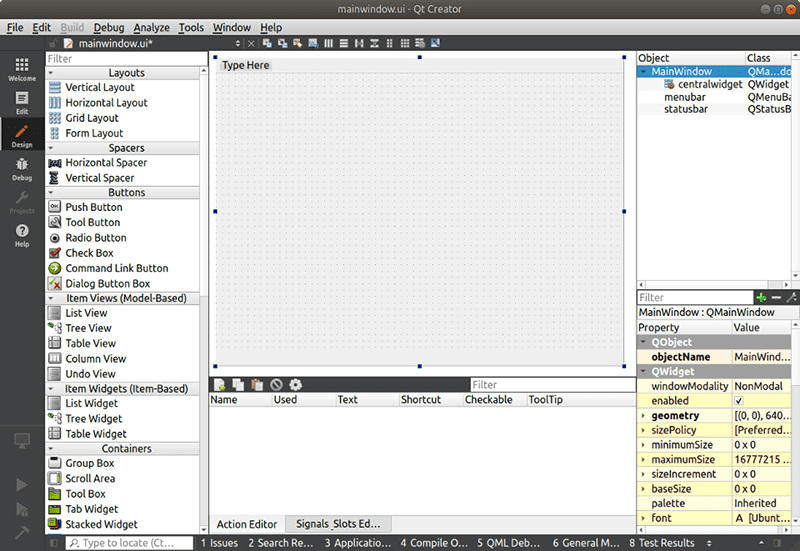 mainwindow.ui - Qt Creator
File Edit Build Debug Analyze Tools Window Help
mainwindow.ui*
Welcome
Edit
Design
Debug
Projects
Help
Filter
Layouts
Vertical Layout
Horizontal Layout
Grid Layout
Form Layout
Spacers
Horizontal Spacer
Vertical Spacer
Buttons
OK Push Button
Tool Button
Radio Button
Check Box
Command Link Button
Dialog Button Box
Item Views (Model-Based)
List View
Tree View
Table View
Column View
Undo View
Item Widgets (Item-Based)
List Widget
Tree Widget
Table Widget
Containers
Group Box
Scroll Area
Tool Box
Tab Widget
Stacked Widget
Type Here
Filter
Name Used Text Shortcut Checkable ToolTip
Action Editor Signals_Slots Ed...
Object Class
MainWindow QMa...do
centralwidget QWidget
menubar QMenuBa
statusbar QStatusB
Filter
MainWindow : QMainWindow
Property Value
QObject
objectName MainWind...
QWidget
windowModality NonModal
enabled
geometry [(0, 0), 640...
sizePolicy [Preferred...
minimumSize 0 x 0
maximumSize 16777215 ...
sizeIncrement 0 x 0
baseSize 0 x 0
palette Inherited
font A [Ubunt...
Type to locate (Ct... 1 Issues 2 Search Re... 3 Applicatio... 4 Compile O... 5 QML Deb... 6 General M... 8 Test Results